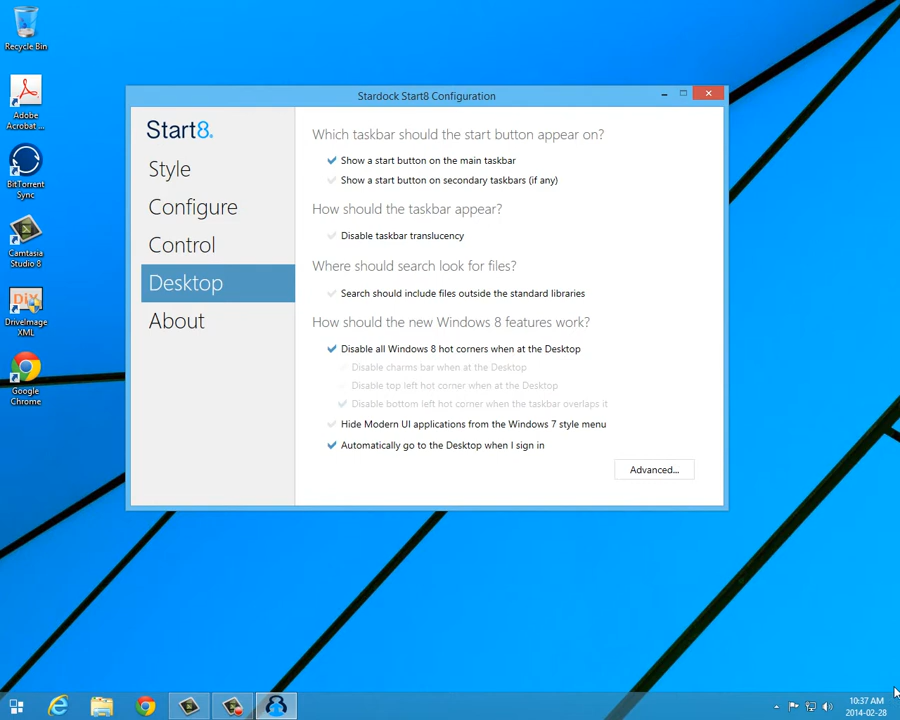 Recycle Bin
Adobe
Acrobat ...
BitTorrent
Sync
Camtasia
Studio 8
DiX
DriveImage
XML
Google
Chrome
Stardock Start8 Configuration
Start8
Style
Configure
Control
Desktop
About
Which taskbar should the start button appear on?
Show a start button on the main taskbar
Show a start button on secondary taskbars (if any)
How should the taskbar appear?
Disable taskbar translucency
Where should search look for files?
Search should include files outside the standard libraries
How should the new Windows 8 features work?
Disable all Windows 8 hot corners when at the Desktop
Disable charms bar when at the Desktop
Disable top left hot corner when at the Desktop
Disable bottom left hot corner when the taskbar overlaps it
Hide Modern UI applications from the Windows 7 style menu
Automatically go to the Desktop when I sign in
Advanced...
10:37 AM
2014-02-28